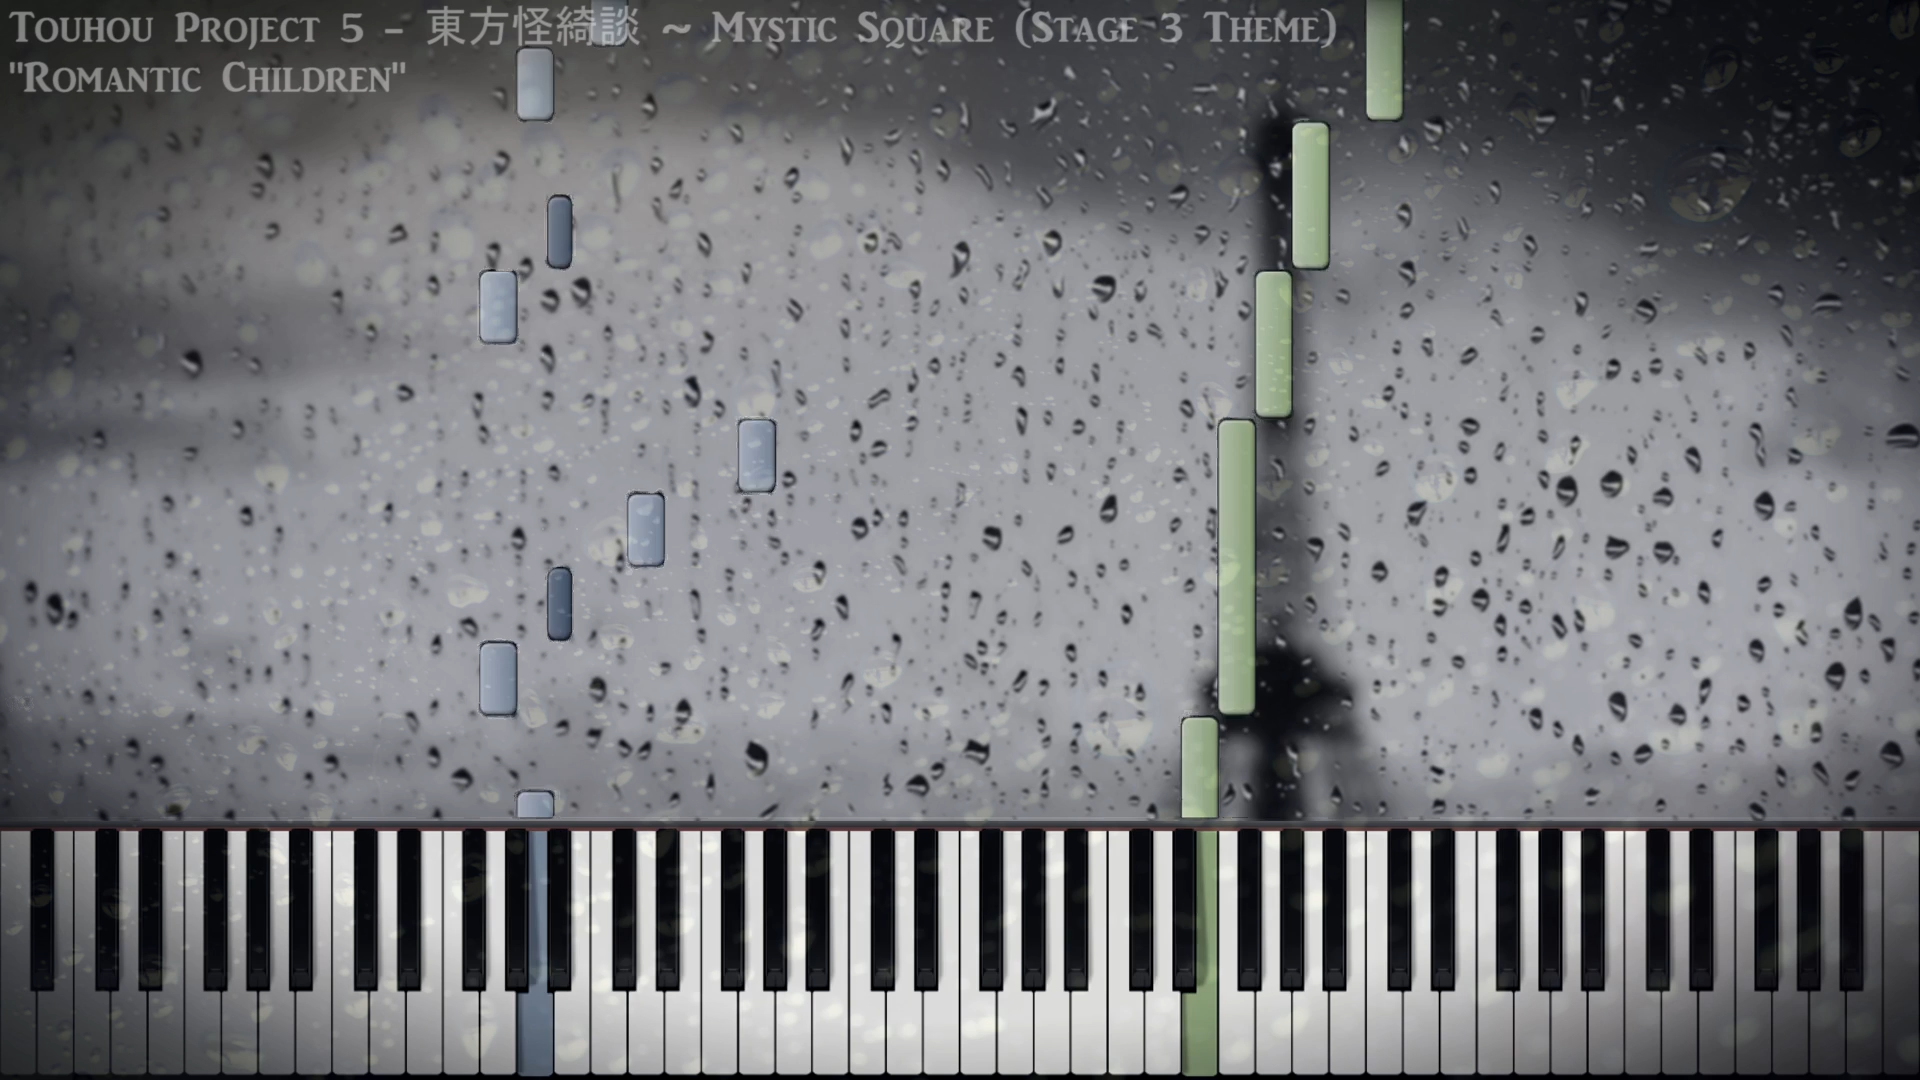 Touhou Project 5 - 東方怪綺談 ~ Mystic Square (Stage 3 Theme)
"Romantic Children"